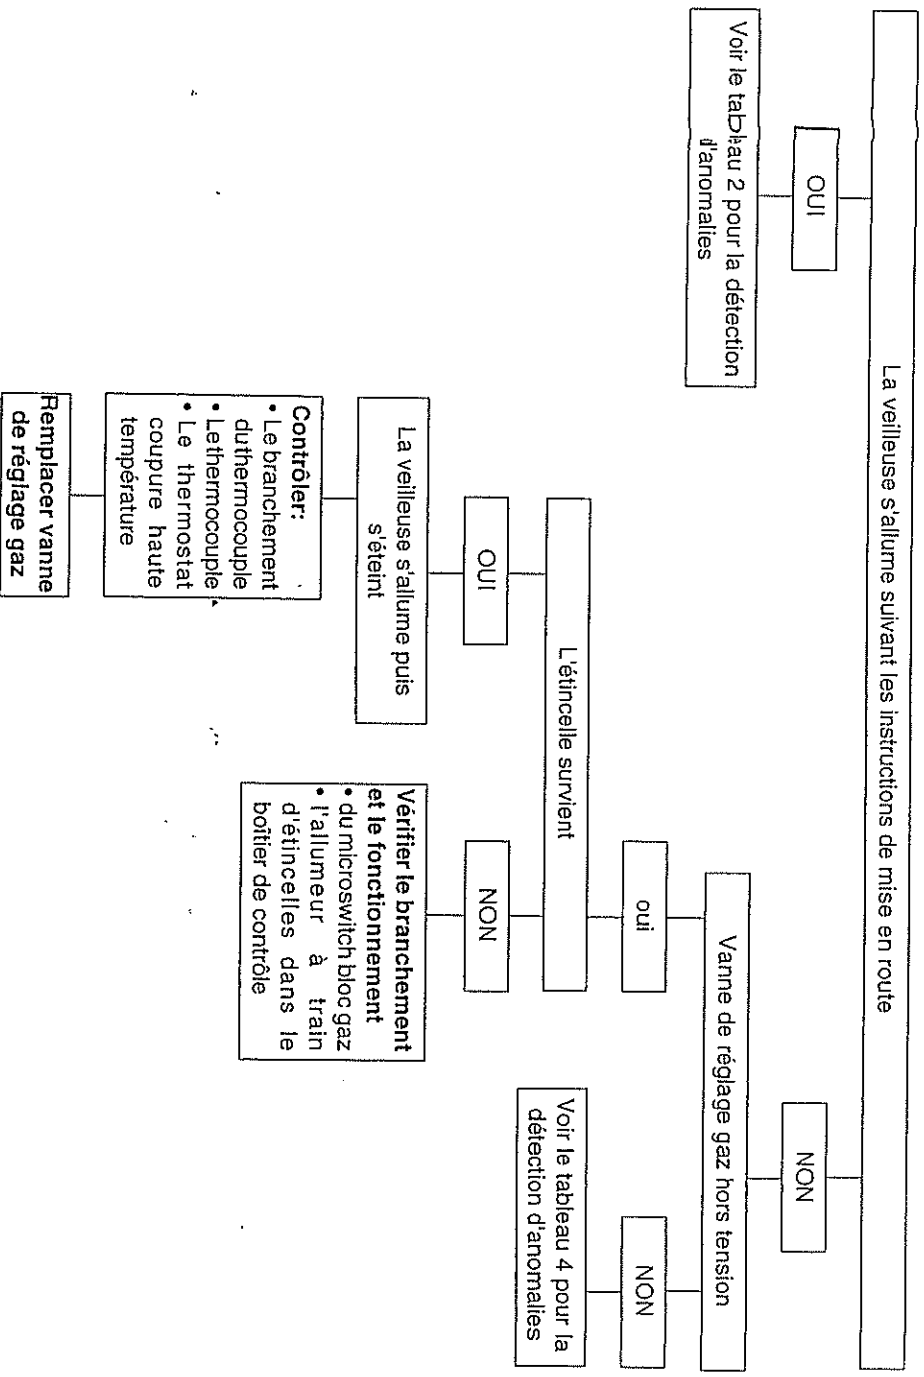 La veilleuse s'allume suivant les instructions de mise en route
OUI
Voir le tableau 2 pour la détection
d'anomalies
NON
Vanne de réglage gaz hors tension
oui
NON
Voir le tableau 4 pour la
détection d'anomalies
L'étincelle survient
OUI
La veilleuse s'allume puis
s'éteint
Contrôler:
• Le branchement
duthermocouple
• Lethermocouple
• Le thermostat
coupure haute
température
Remplacer vanne
de réglage gaz
NON
Vérifier le branchement
et le fonctionnement
• du microswitch bloc gaz
• l'allumeur à train
d'étincelles dans le
boîtier de contrôle